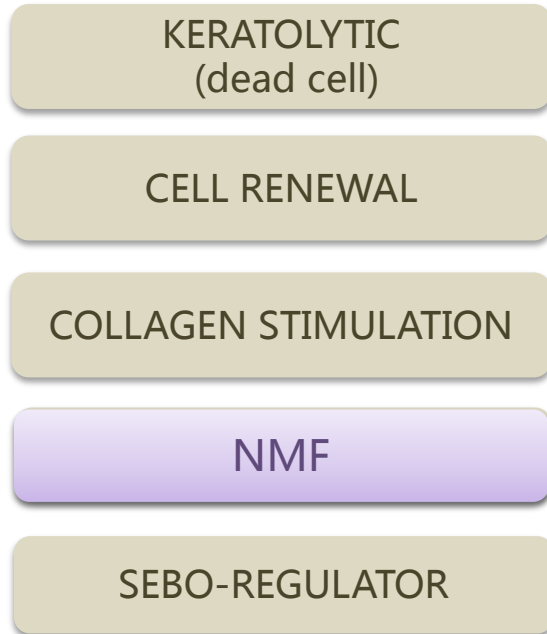 KERATOLYTIC
(dead cell)
CELL RENEWAL
COLLAGEN STIMULATION
NMF
SEBO-REGULATOR